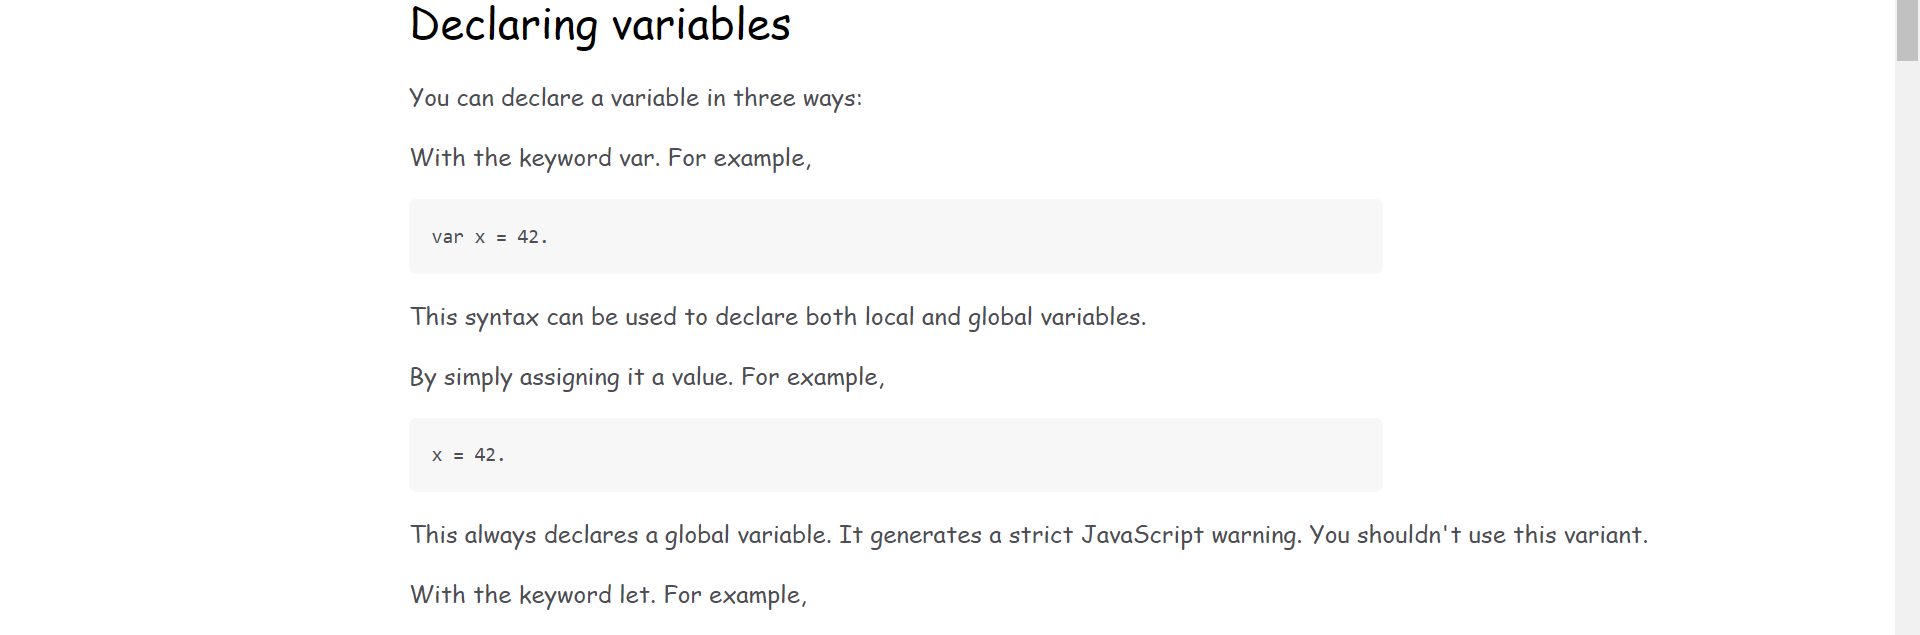 Declaring variables
You can declare a variable in three ways:
With the keyword var. For example,
var x = 42.
This syntax can be used to declare both local and global variables.
By simply assigning it a value. For example,
x = 42.
This always declares a global variable. It generates a strict JavaScript warning. You shouldn't use this variant.
With the keyword let. For example,